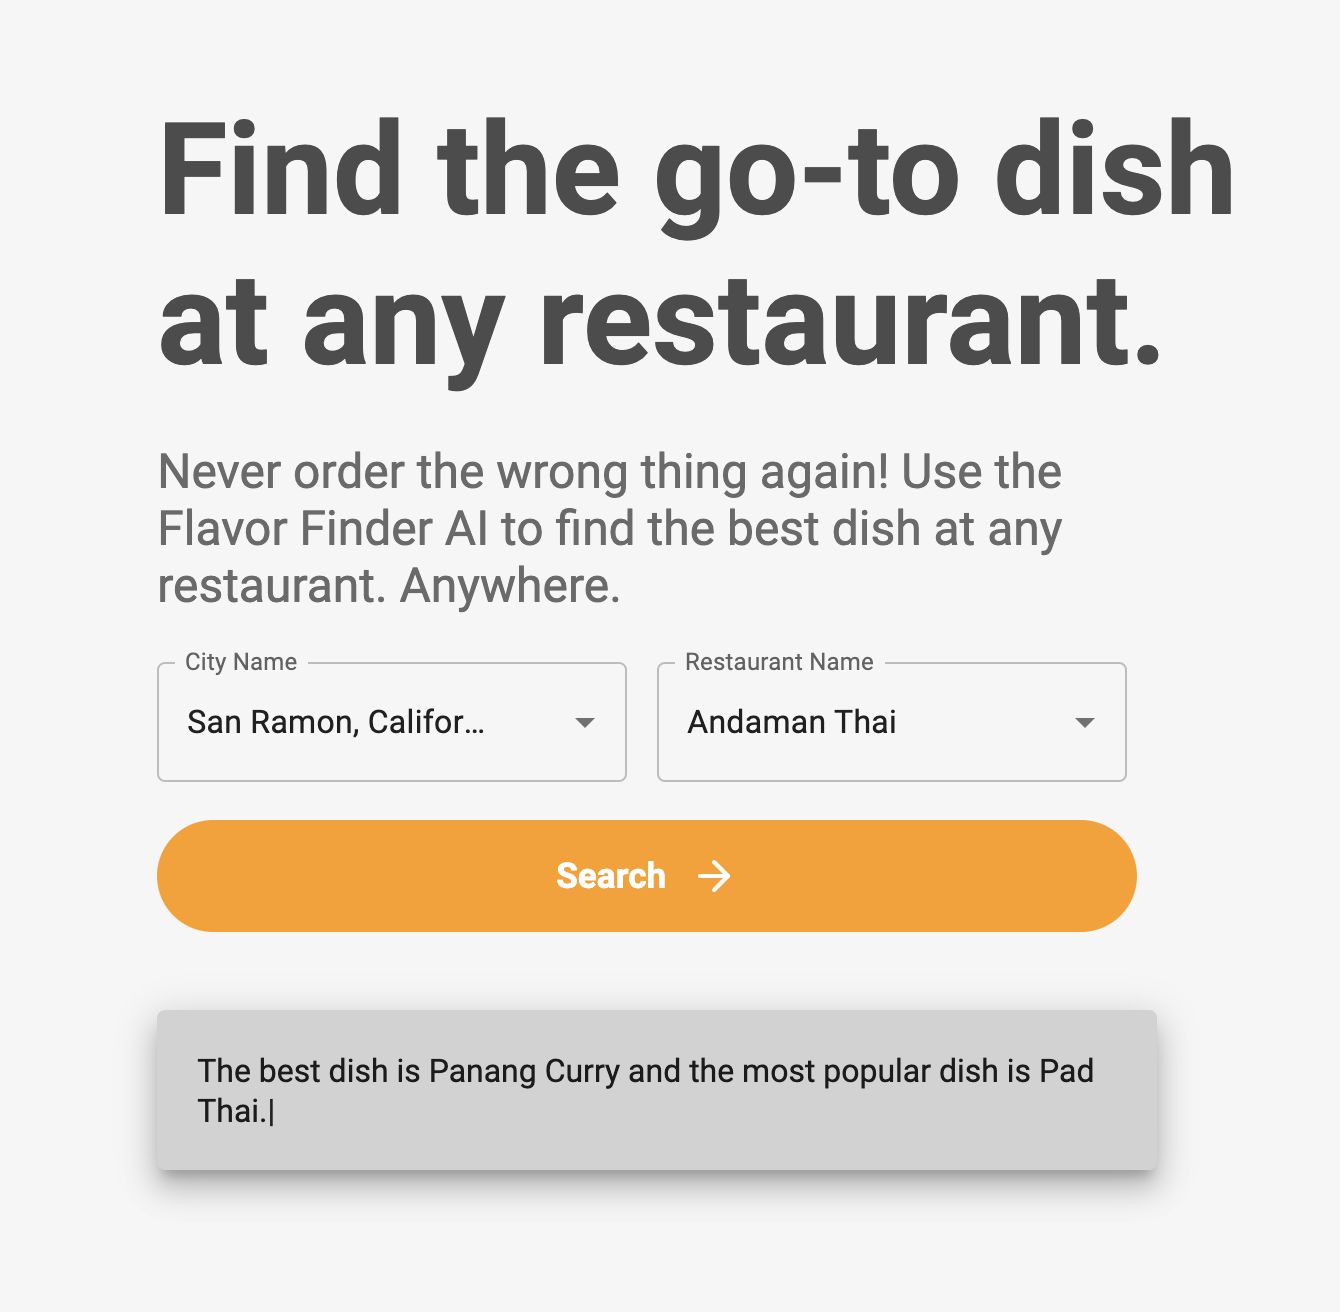 Find the go-to dish
at any restaurant.
Never order the wrong thing again! Use the
Flavor Finder AI to find the best dish at any
restaurant. Anywhere.
City Name
San Ramon, Califor...
Restaurant Name
Andaman Thai
Search →
The best dish is Panang Curry and the most popular dish is Pad
Thai.|